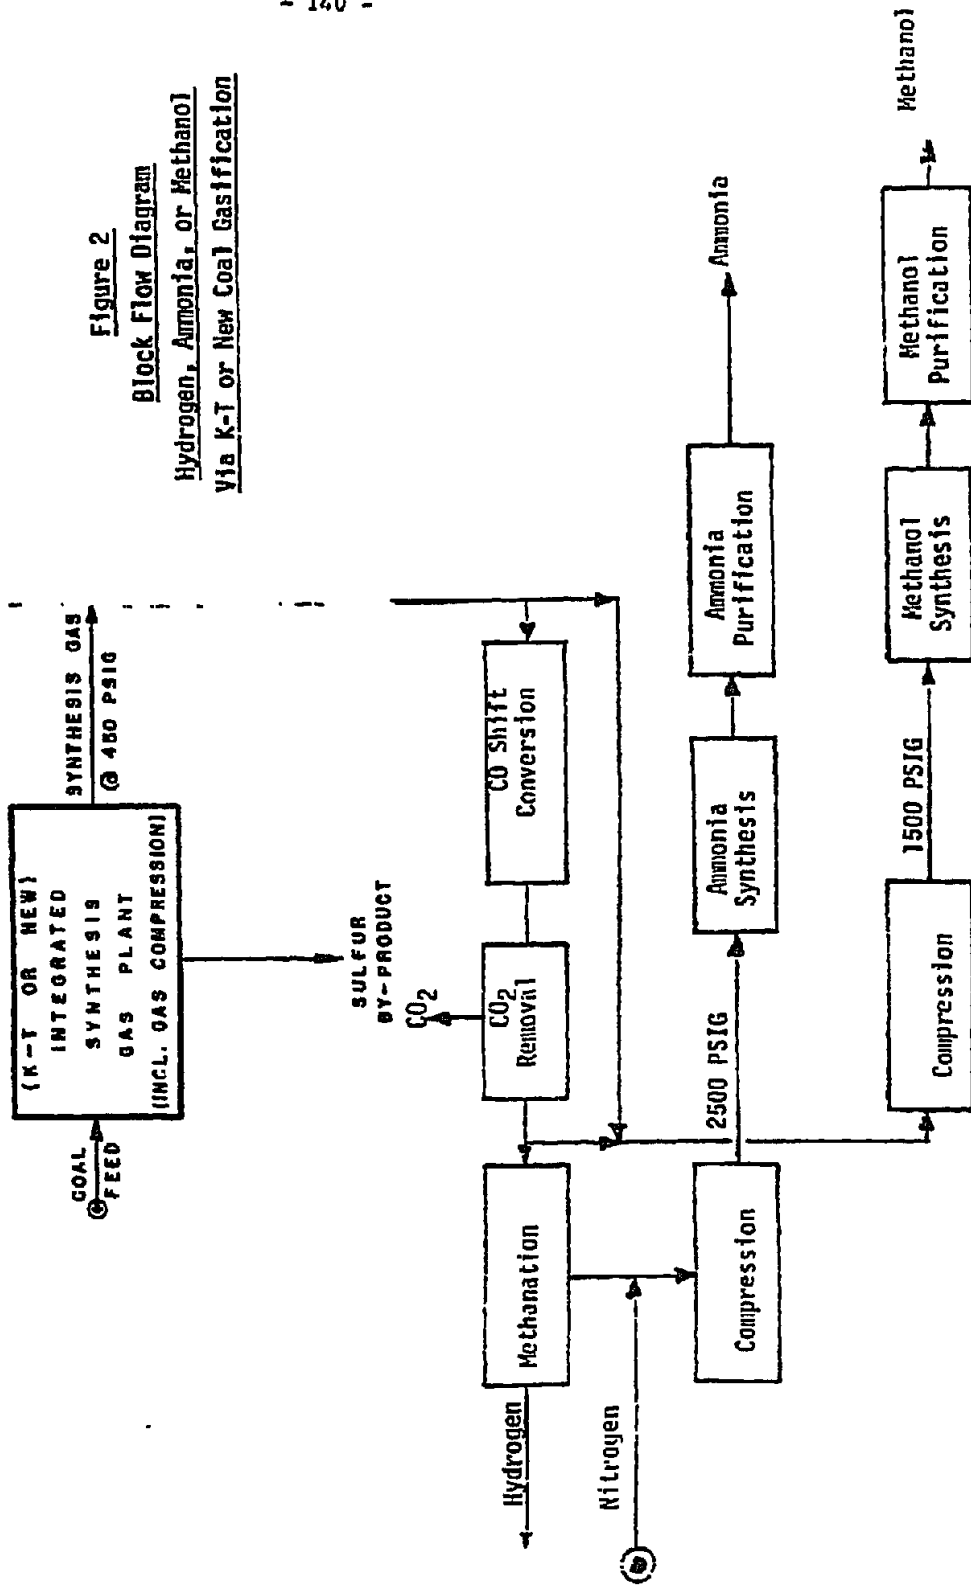 - 140 -
Figure 2
Block Flow Diagram
Hydrogen, Ammonia, or Methanol
Via K-T or New Coal Gasification
(K-T OR NEW)
INTEGRATED
SYNTHESIS
GAS PLANT
(INCL. GAS COMPRESSION)
COAL
FEED
SYNTHESIS GAS
@ 450 PSIG
SULFUR
BY-PRODUCT
CO2
CO2
Removal
CO Shift
Conversion
Methanation
Hydrogen
Nitrogen
Compression
2500 PSIG
Ammonia
Synthesis
Ammonia
Purification
Ammonia
Compression
1500 PSIG
Methanol
Synthesis
Methanol
Purification
Methanol